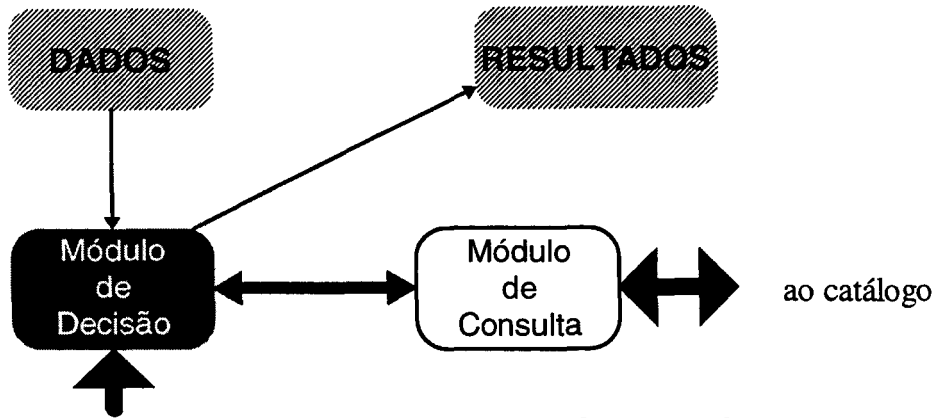 DADOS
RESULTADOS
Módulo
de
Decisão
Módulo
de
Consulta
ao catálogo